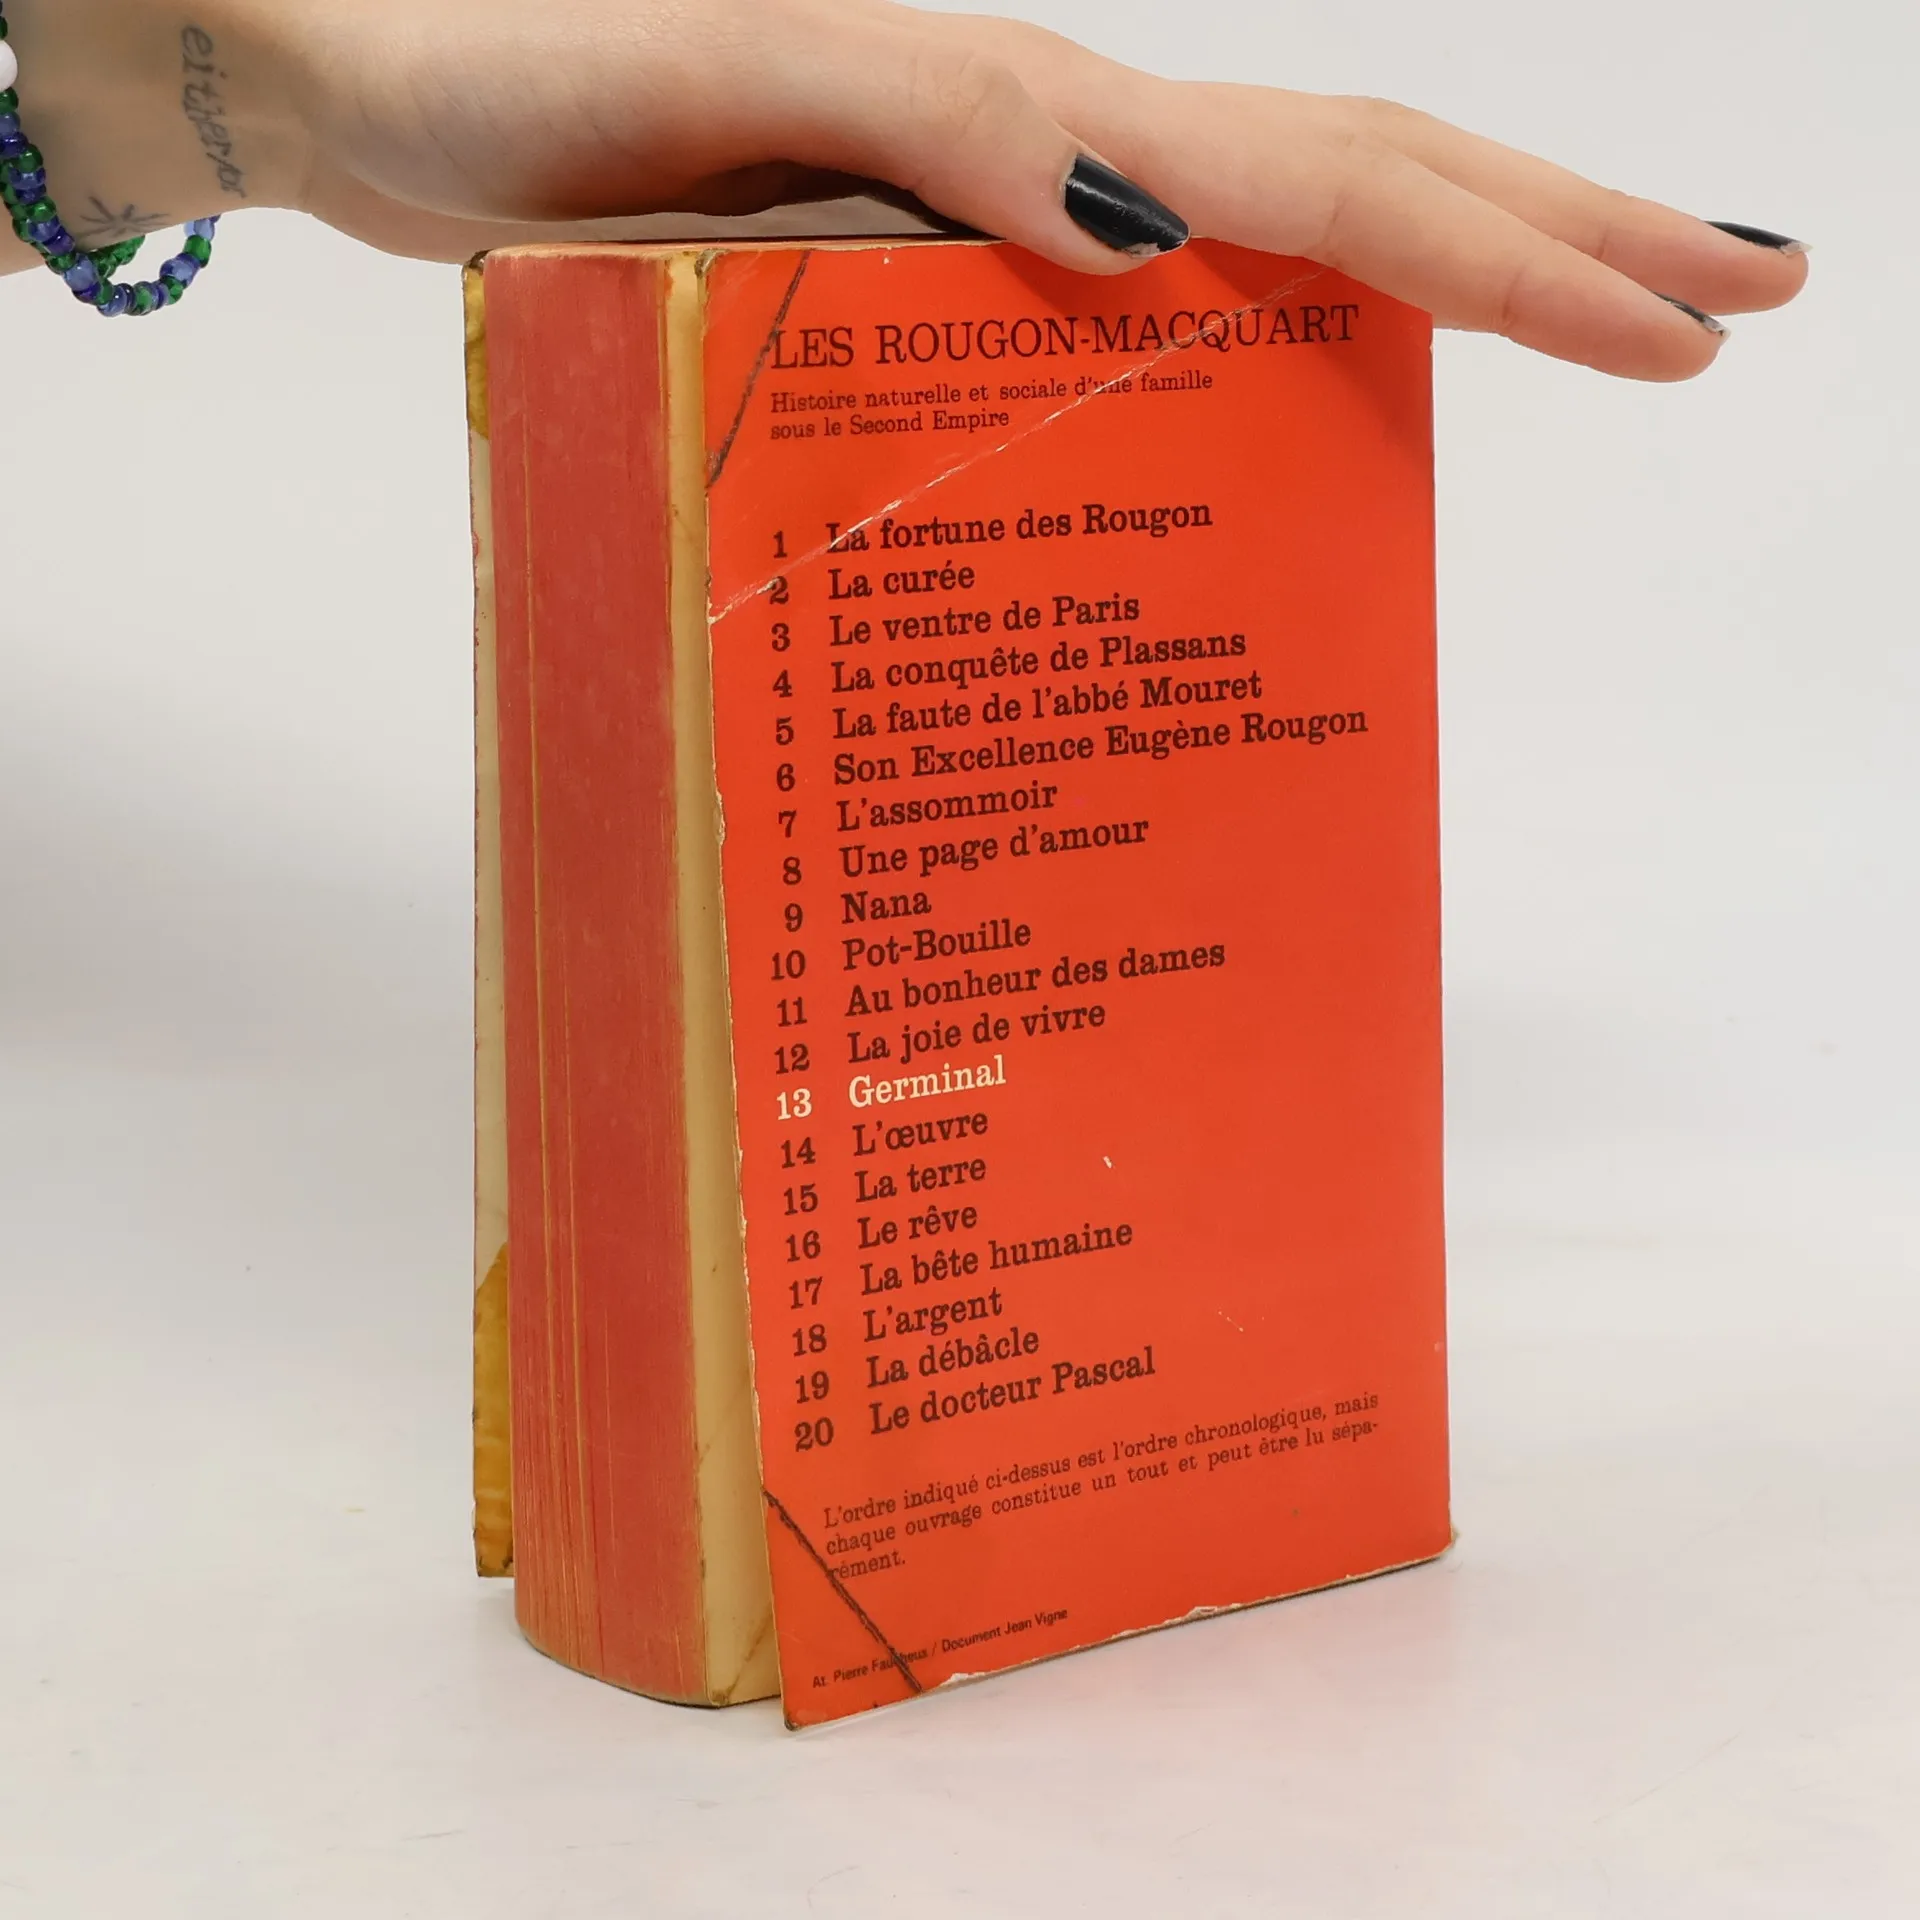 either/or
LES ROUGON-MACQUART
Histoire naturelle et sociale d'une famille
sous le Second Empire
1 La fortune des Rougon
2 La curée
3 Le ventre de Paris
4 La conquête de Plassans
5 La faute de l'abbé Mouret
6 Son Excellence Eugène Rougon
7 L'assommoir
8 Une page d'amour
9 Nana
10 Pot-Bouille
11 Au bonheur des dames
12 La joie de vivre
13 Germinal
14 L'œuvre
15 La terre
16 Le rêve
17 La bête humaine
18 L'argent
19 La débâcle
20 Le docteur Pascal
L'ordre indiqué ci-dessus est l'ordre chronologique, mais
chaque ouvrage constitue un tout et peut être lu sépa-
rément.
At. Pierre Faucheux / Document Jean Vigne